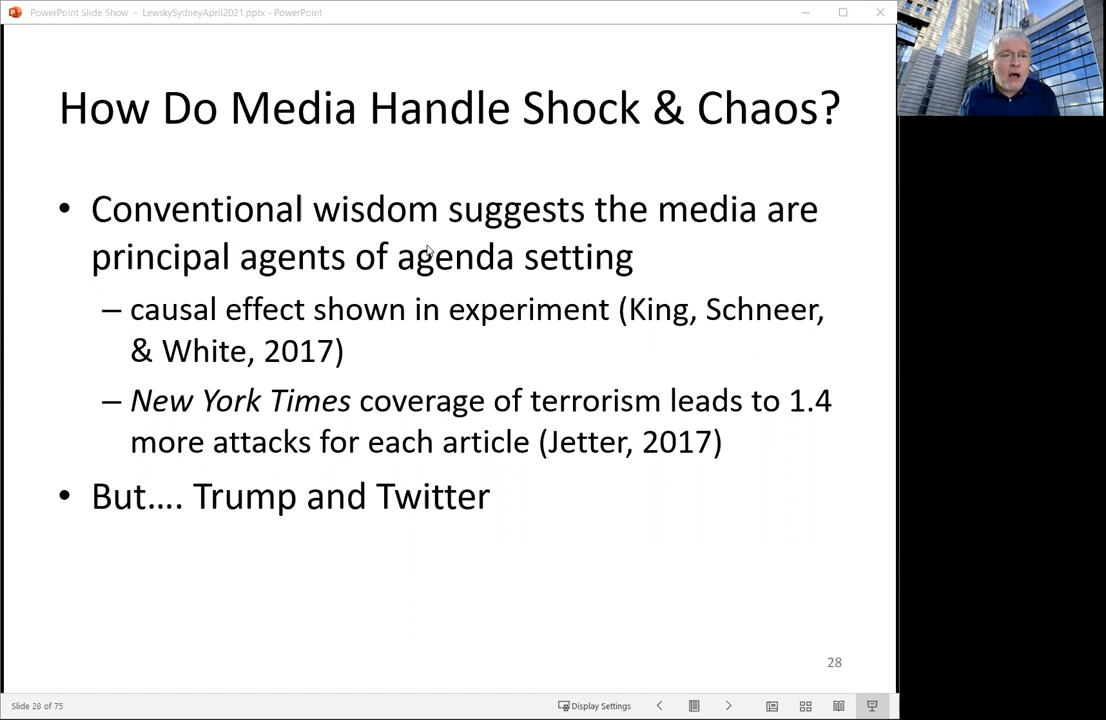 PowerPoint Slide Show - LewskySydneyApril2021.pptx - PowerPoint
How Do Media Handle Shock & Chaos?
• Conventional wisdom suggests the media are
principal agents of agenda setting
– causal effect shown in experiment (King, Schneer,
& White, 2017)
– New York Times coverage of terrorism leads to 1.4
more attacks for each article (Jetter, 2017)
• But…. Trump and Twitter
28
Slide 28 of 75
Display Settings